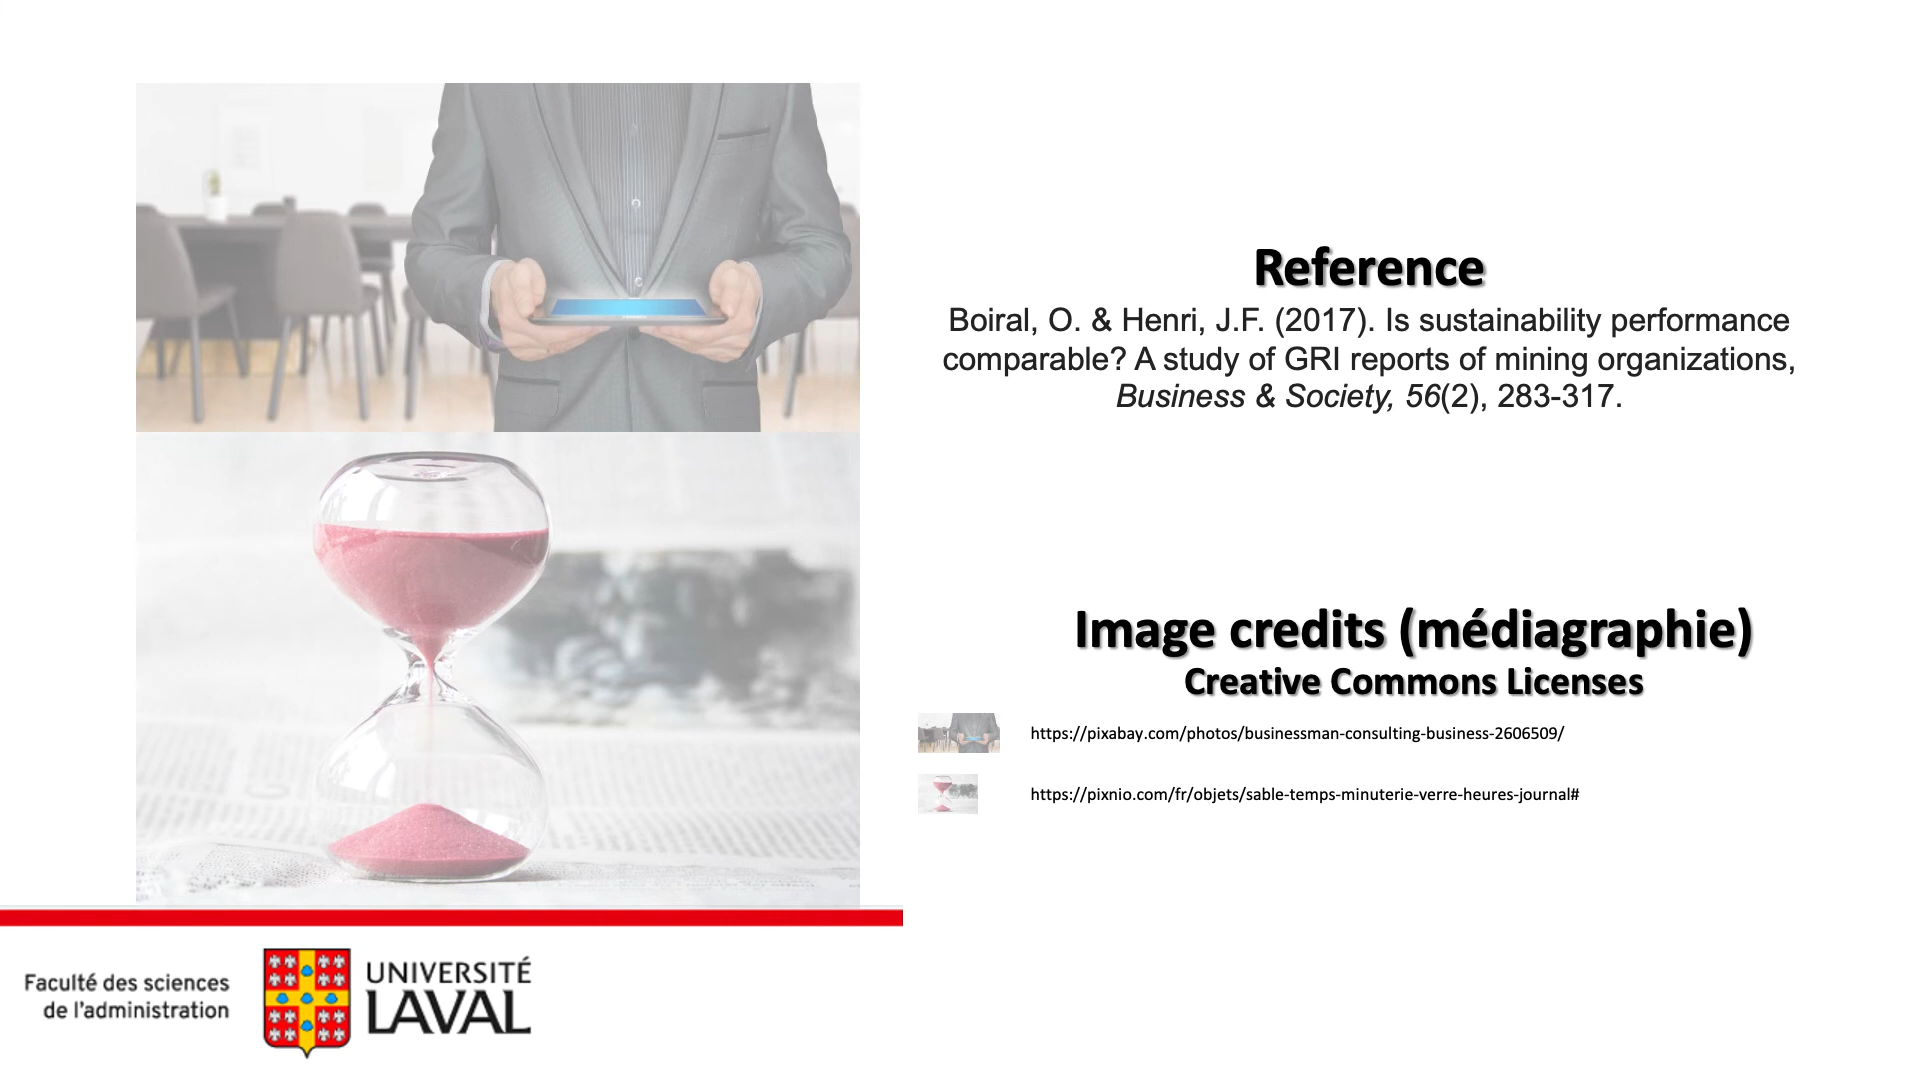 Reference
Boiral, O. & Henri, J.F. (2017). Is sustainability performance
comparable? A study of GRI reports of mining organizations,
Business & Society, 56(2), 283-317.
Image credits (médiagraphie)
Creative Commons Licenses
https://pixabay.com/photos/businessman-consulting-business-2606509/
https://pixnio.com/fr/objets/sable-temps-minuterie-verre-heures-journal#
Faculté des sciences
de l'administration
UNIVERSITÉ
LAVAL